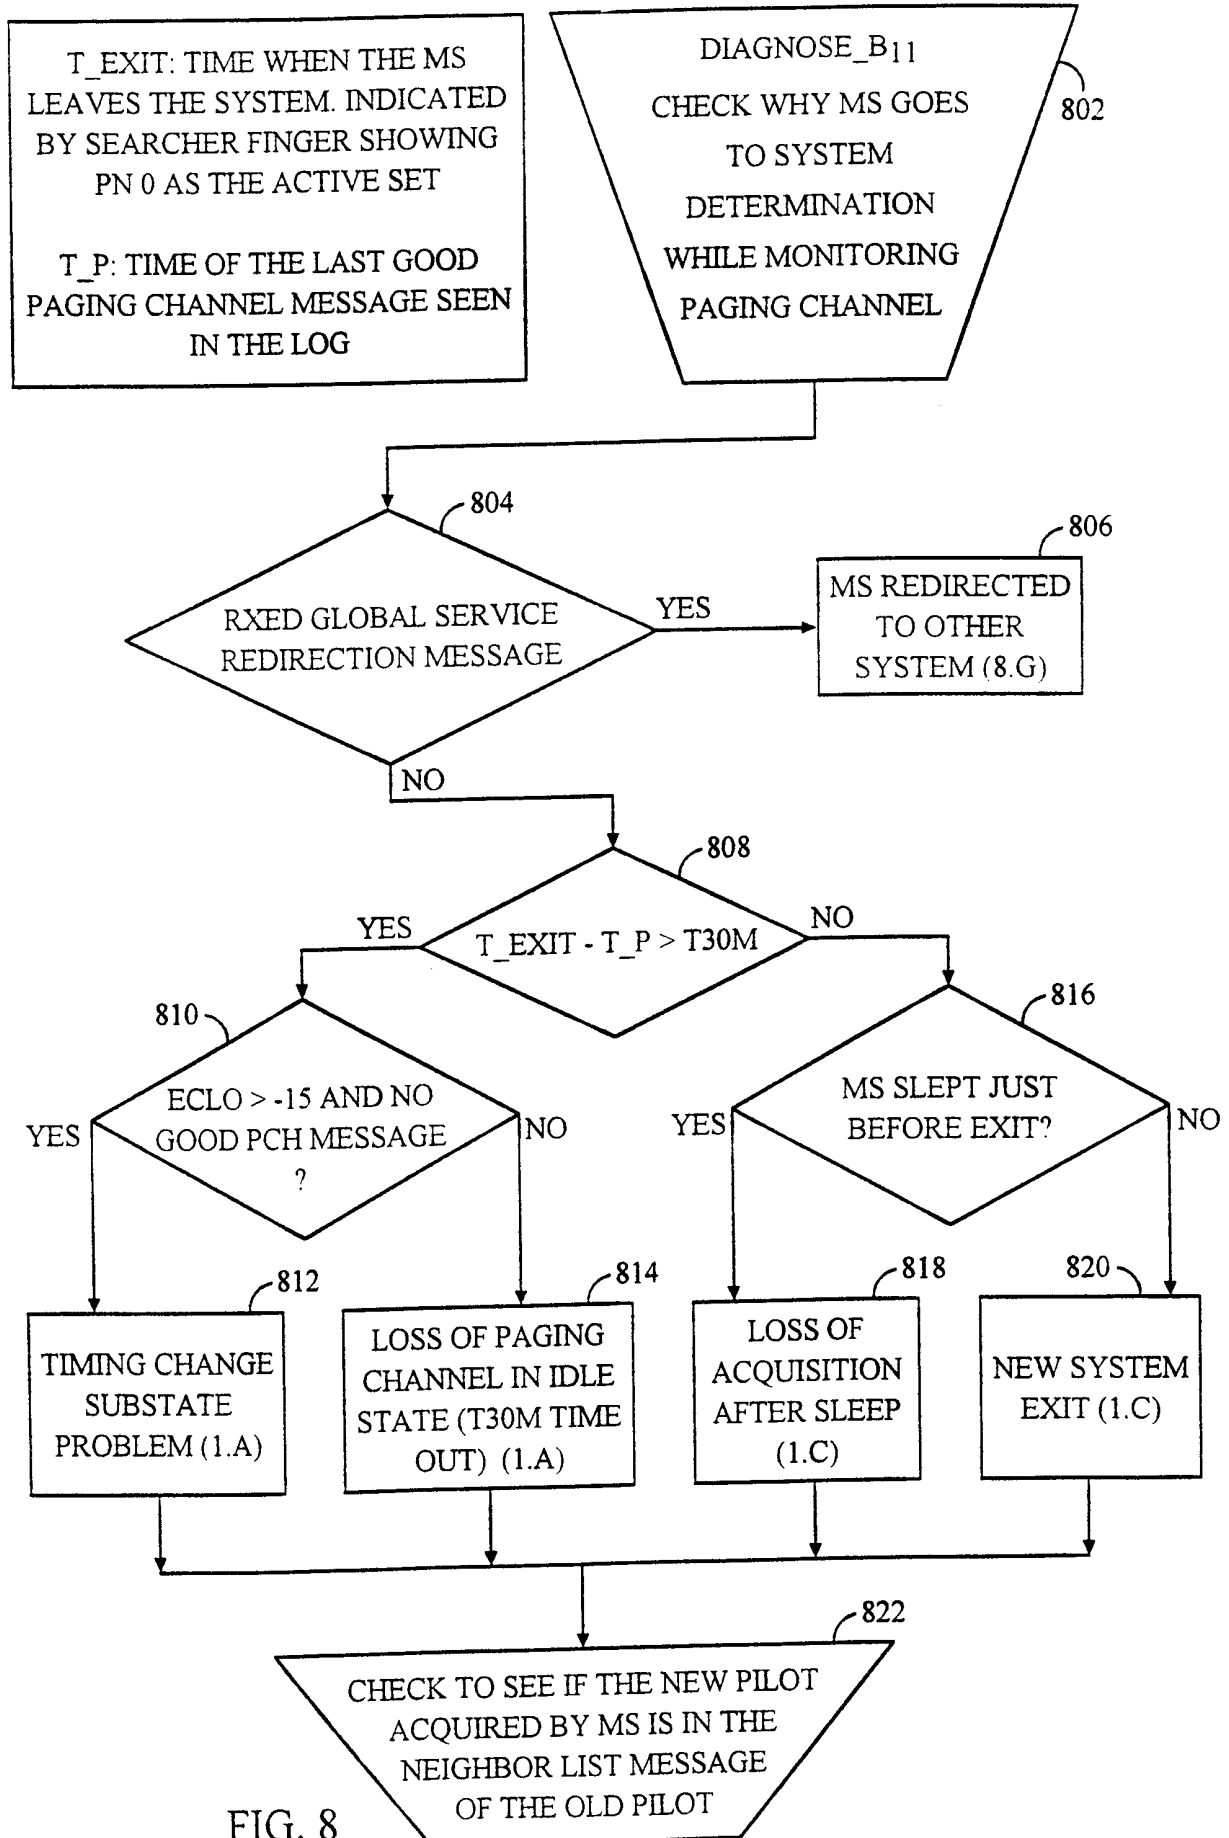 T_EXIT: TIME WHEN THE MS
LEAVES THE SYSTEM. INDICATED
BY SEARCHER FINGER SHOWING
PN 0 AS THE ACTIVE SET
T_P: TIME OF THE LAST GOOD
PAGING CHANNEL MESSAGE SEEN
IN THE LOG
DIAGNOSE_B11
CHECK WHY MS GOES
TO SYSTEM
DETERMINATION
WHILE MONITORING
PAGING CHANNEL
802
804
RXED GLOBAL SERVICE
REDIRECTION MESSAGE
YES
806
MS REDIRECTED
TO OTHER
SYSTEM (8.G)
NO
808
T_EXIT - T_P > T30M
YES
NO
810
ECLO > -15 AND NO
GOOD PCH MESSAGE
?
YES
NO
816
MS SLEPT JUST
BEFORE EXIT?
YES
NO
812
TIMING CHANGE
SUBSTATE
PROBLEM (1.A)
814
LOSS OF PAGING
CHANNEL IN IDLE
STATE (T30M TIME
OUT) (1.A)
818
LOSS OF
ACQUISITION
AFTER SLEEP
(1.C)
820
NEW SYSTEM
EXIT (1.C)
822
CHECK TO SEE IF THE NEW PILOT
ACQUIRED BY MS IS IN THE
NEIGHBOR LIST MESSAGE
OF THE OLD PILOT
FIG. 8